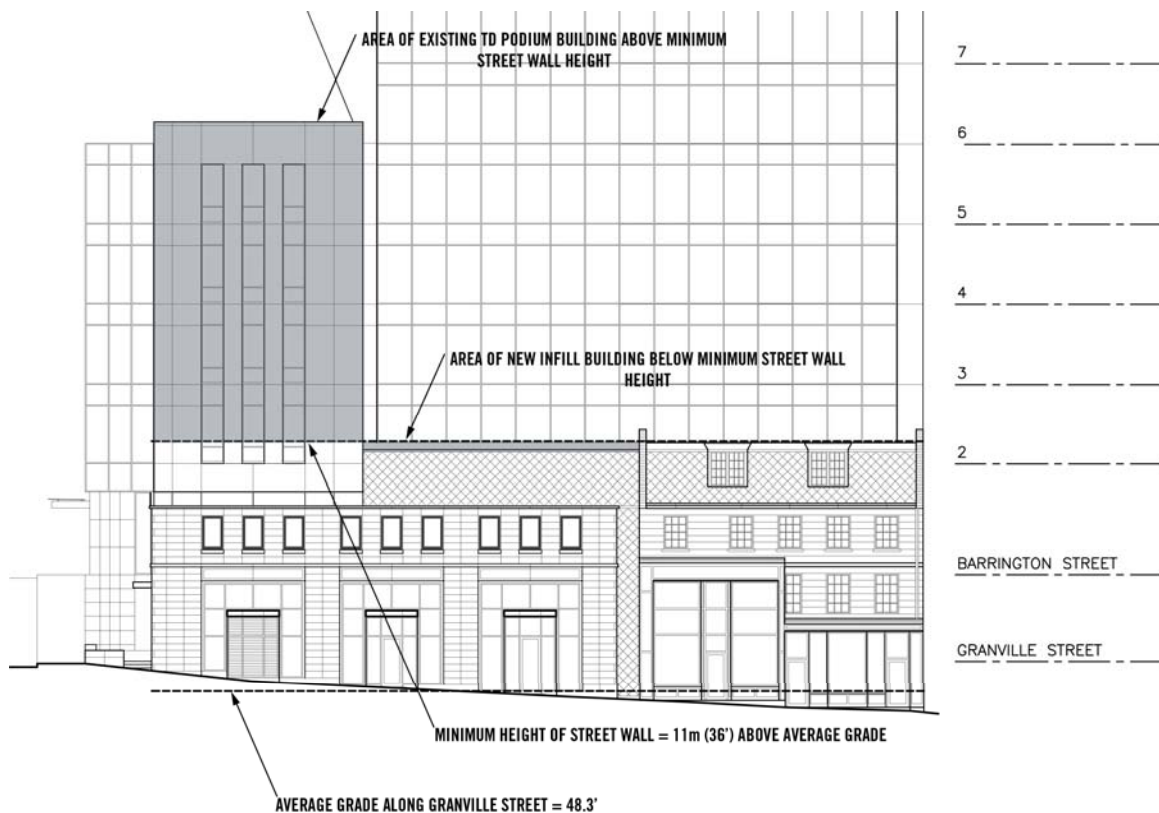 AREA OF EXISTING TD PODIUM BUILDING ABOVE MINIMUM
STREET WALL HEIGHT
7
6
5
4
AREA OF NEW INFILL BUILDING BELOW MINIMUM STREET WALL
HEIGHT
3
2
BARRINGTON STREET
GRANVILLE STREET
MINIMUM HEIGHT OF STREET WALL = 11m (36') ABOVE AVERAGE GRADE
AVERAGE GRADE ALONG GRANVILLE STREET = 48.3'